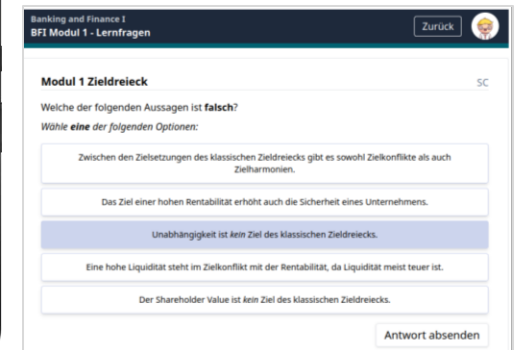 Banking and Finance I
BFI Modul 1 - Lernfragen
Zurück
Modul 1 Zieldreieck
SC
Welche der folgenden Aussagen ist falsch?
Wähle eine der folgenden Optionen:
Zwischen den Zielsetzungen des klassischen Zieldreiecks gibt es sowohl Zielkonflikte als auch
Zielharmonien.
Das Ziel einer hohen Rentabilität erhöht auch die Sicherheit eines Unternehmens.
Unabhängigkeit ist kein Ziel des klassischen Zieldreiecks.
Eine hohe Liquidität steht im Zielkonflikt mit der Rentabilität, da Liquidität meist teuer ist.
Der Shareholder Value ist kein Ziel des klassischen Zieldreiecks.
Antwort absenden